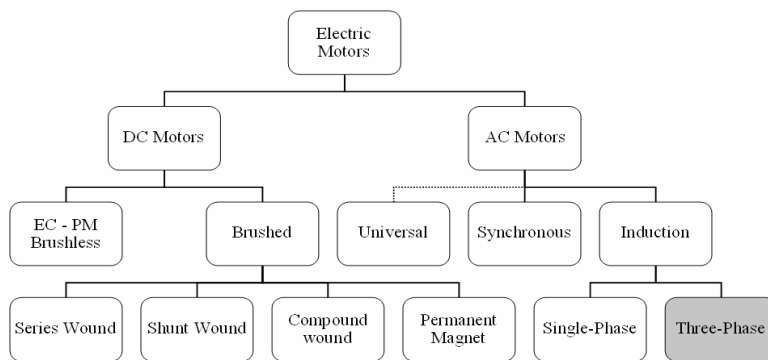 Electric
Motors
DC Motors
AC Motors
EC - PM
Brushless
Brushed
Universal
Synchronous
Induction
Series Wound
Shunt Wound
Compound
wound
Permanent
Magnet
Single-Phase
Three-Phase